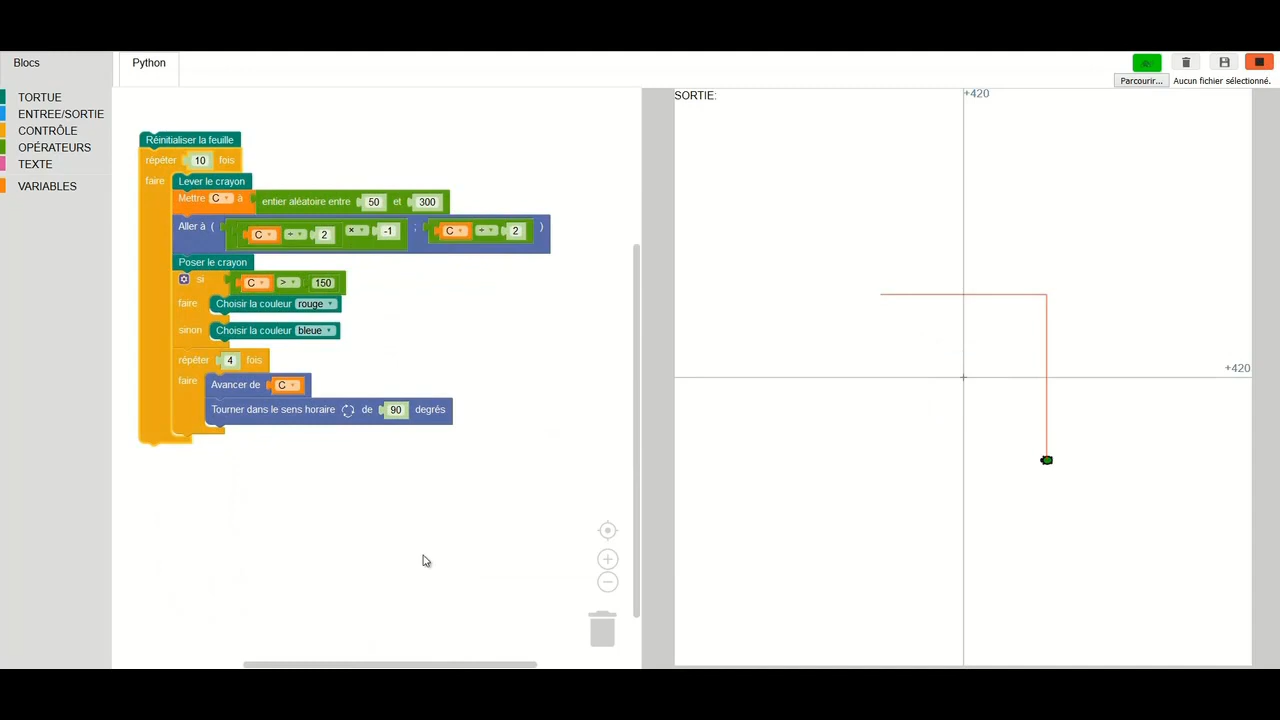 Blocs
Python
TORTUE
ENTREE/SORTIE
CONTRÔLE
OPÉRATEURS
TEXTE
VARIABLES
Réinitialiser la feuille
répéter 10 fois
faire Lever le crayon
Mettre C à entier aléatoire entre 50 et 300
Aller à ( C ÷ 2 × -1 ; C ÷ 2 )
Poser le crayon
si C > 150
faire Choisir la couleur rouge
sinon Choisir la couleur bleue
répéter 4 fois
faire Avancer de C
Tourner dans le sens horaire de 90 degrés
Parcourir... Aucun fichier sélectionné.
SORTIE:
+420
+420